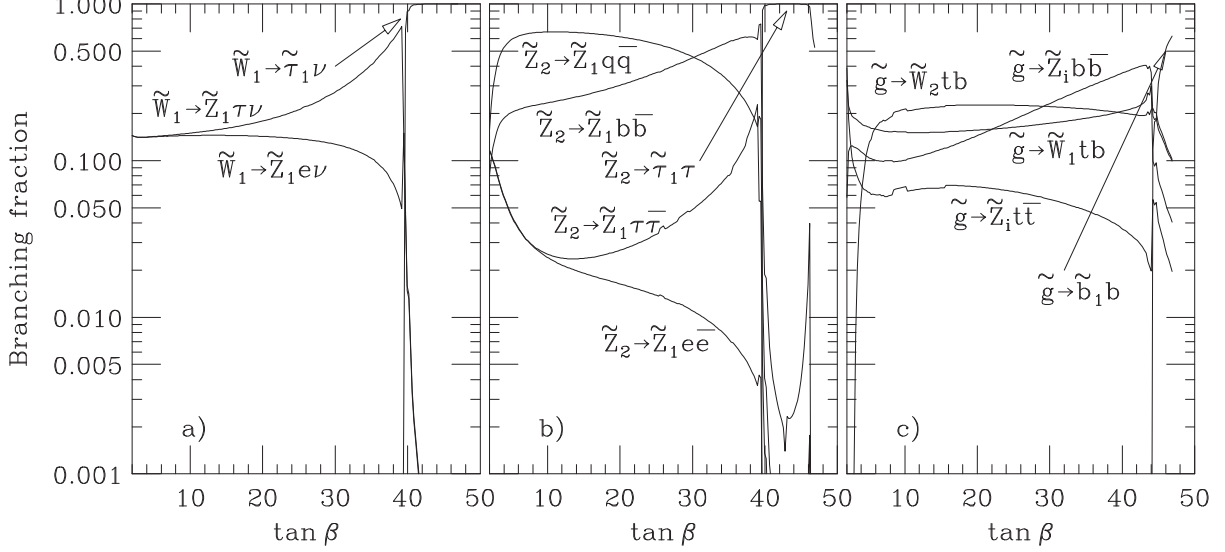 Branching fraction
1.000
0.500
0.100
0.050
0.010
0.005
0.001
W̃₁→τ̃₁ν
W̃₁→Z̃₁τν
W̃₁→Z̃₁eν
a)
10 20 30 40 50
tan β
Z̃₂→Z̃₁qq̅
Z̃₂→Z̃₁bb̅
Z̃₂→τ̃₁τ
Z̃₂→Z̃₁ττ̅
Z̃₂→Z̃₁ee̅
b)
10 20 30 40 50
tan β
g̃→Z̃ᵢbb̅
g̃→W̃₂tb
g̃→W̃₁tb
g̃→Z̃ᵢtt̅
g̃→b̃₁b
c)
10 20 30 40 50
tan β